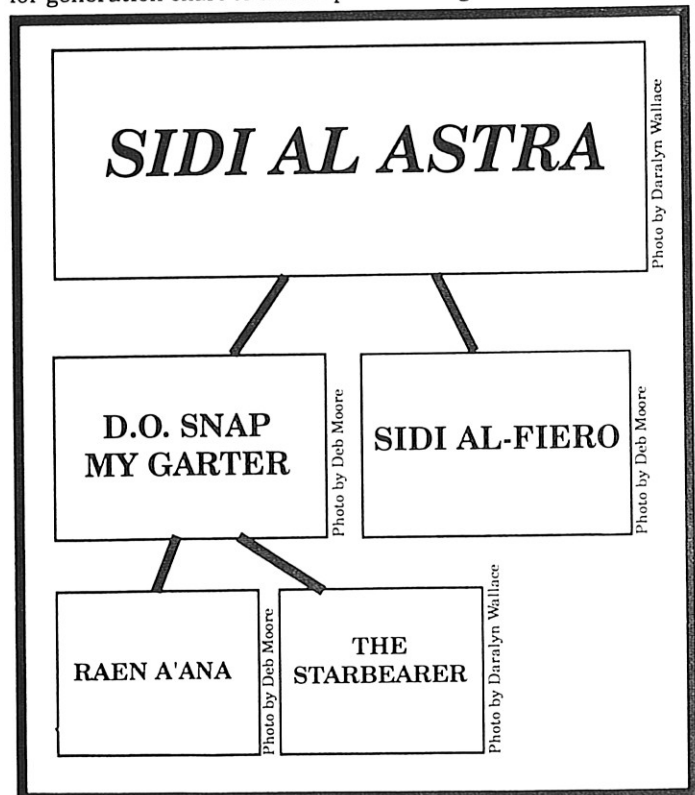 SIDI AL ASTRA
Photo by Daralyn Wallace
D.O. SNAP
MY GARTER
Photo by Deb Moore
SIDI AL-FIERO
Photo by Deb Moore
RAEN A'ANA
Photo by Deb Moore
THE
STARBEARER
Photo by Daralyn Wallace